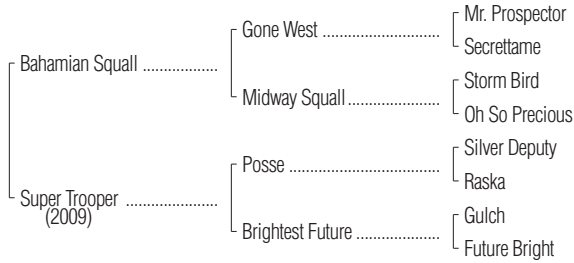 Mr. Prospector
Gone West ........................
Secrettame
Bahamian Squall ................
Storm Bird
Midway Squall...................
Oh So Precious
Silver Deputy
Posse ...............................
Raska
Super Trooper ...................
(2009)
Gulch
Brightest Future .................
Future Bright